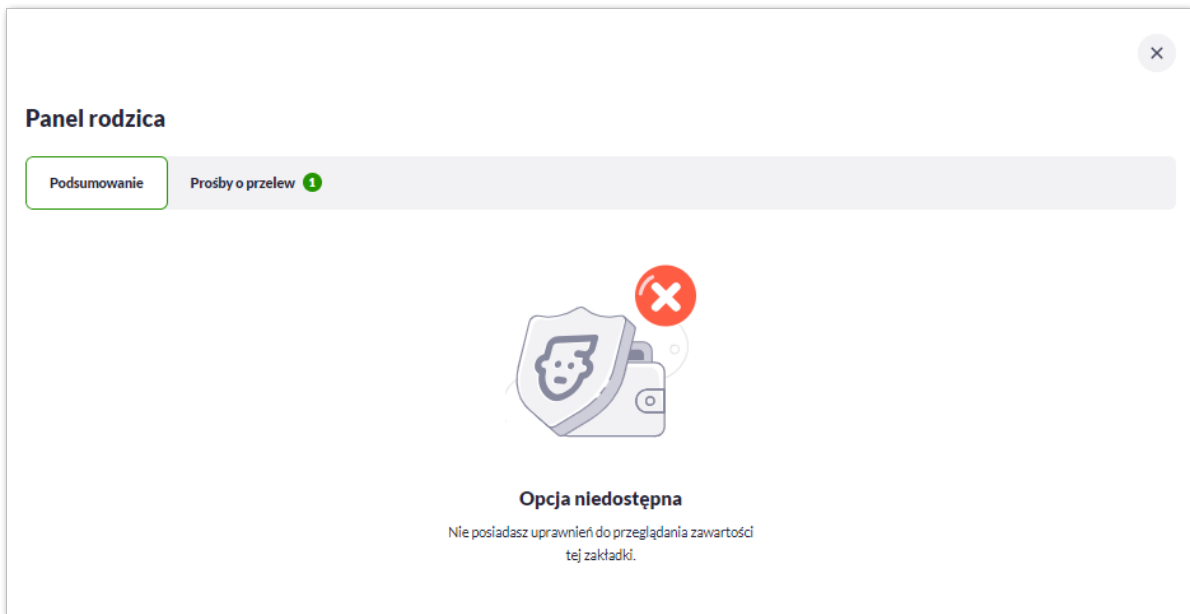 Panel rodzica
Podsumowanie
Prośby o przelew 1
Opcja niedostępna
Nie posiadasz uprawnień do przeglądania zawartości
tej zakładki.